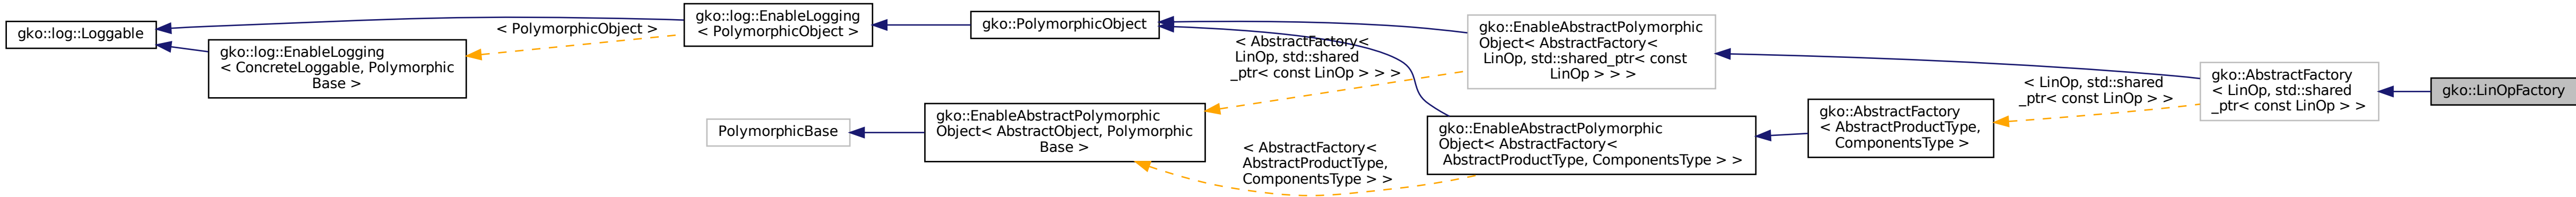 gko::log::Loggable
gko::log::EnableLogging
< ConcreteLoggable, Polymorphic
Base >
< PolymorphicObject >
gko::log::EnableLogging
< PolymorphicObject >
PolymorphicBase
gko::PolymorphicObject
gko::EnableAbstractPolymorphic
Object< AbstractObject, Polymorphic
Base >
< AbstractFactory<
LinOp, std::shared
_ptr< const LinOp > > >
< AbstractFactory<
AbstractProductType,
ComponentsType > >
gko::EnableAbstractPolymorphic
Object< AbstractFactory<
LinOp, std::shared_ptr< const
LinOp > > >
gko::EnableAbstractPolymorphic
Object< AbstractFactory<
AbstractProductType, ComponentsType > >
gko::AbstractFactory
< AbstractProductType,
ComponentsType >
< LinOp, std::shared
_ptr< const LinOp > >
gko::AbstractFactory
< LinOp, std::shared
_ptr< const LinOp > >
gko::LinOpFactory